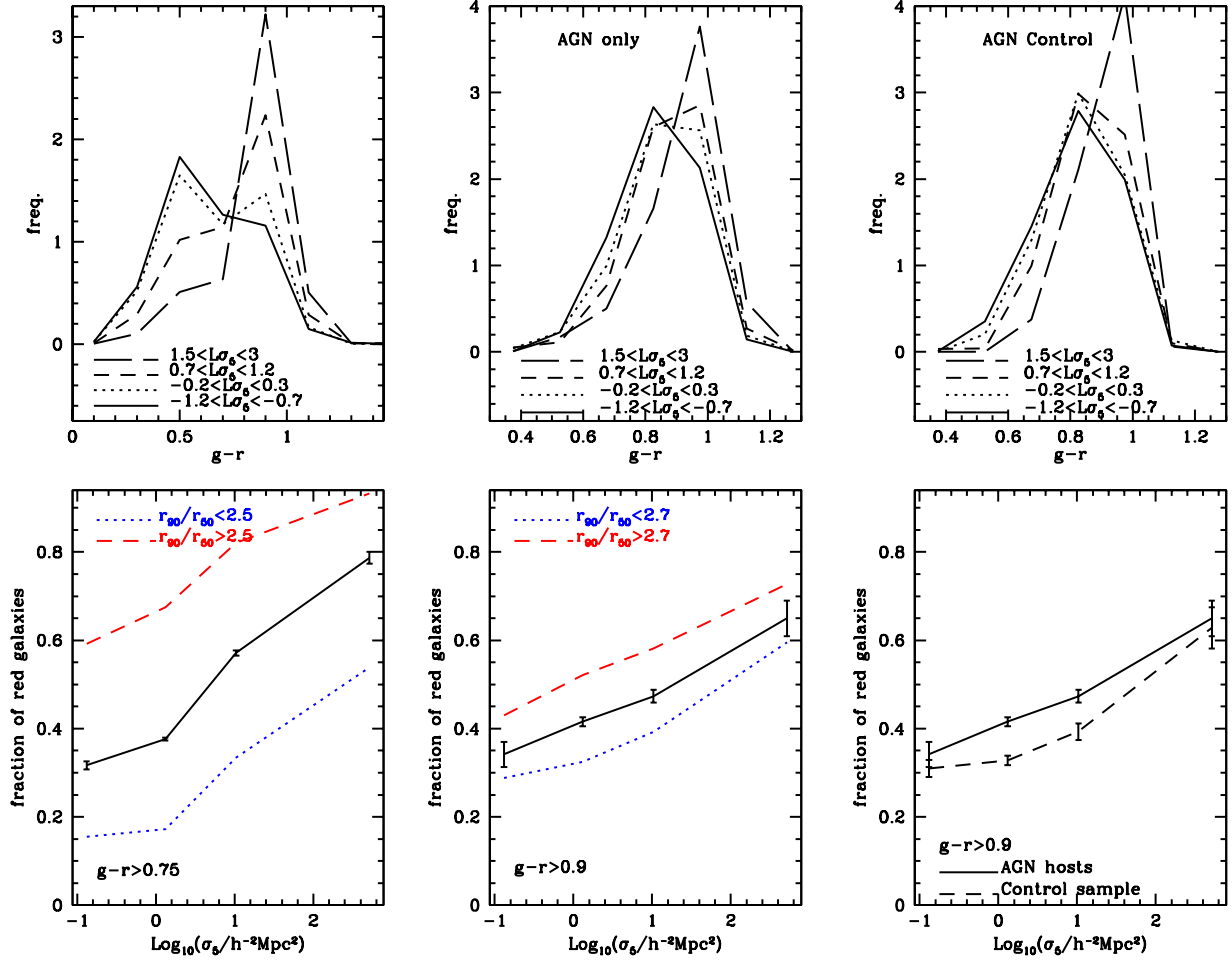 3
2
1
0
freq.
1.5<Lσ₅<3
0.7<Lσ₅<1.2
−0.2<Lσ₅<0.3
−1.2<Lσ₅<−0.7
0
0.5
1
g−r
AGN only
4
3
2
1
0
freq.
1.5<Lσ₅<3
0.7<Lσ₅<1.2
−0.2<Lσ₅<0.3
−1.2<Lσ₅<−0.7
0.4
0.6
0.8
1
1.2
g−r
AGN Control
4
3
2
1
0
freq.
1.5<Lσ₅<3
0.7<Lσ₅<1.2
−0.2<Lσ₅<0.3
−1.2<Lσ₅<−0.7
0.4
0.6
0.8
1
1.2
g−r
r₉₀/r₅₀<2.5
r₉₀/r₅₀>2.5
0.8
0.6
0.4
0.2
0
fraction of red galaxies
g−r>0.75
−1
0
1
2
Log₁₀(σ₅/h⁻²Mpc²)
r₉₀/r₅₀<2.7
r₉₀/r₅₀>2.7
0.8
0.6
0.4
0.2
0
fraction of red galaxies
g−r>0.9
−1
0
1
2
Log₁₀(σ₅/h⁻²Mpc²)
0.8
0.6
0.4
0.2
0
fraction of red galaxies
g−r>0.9
AGN hosts
Control sample
−1
0
1
2
Log₁₀(σ₅/h⁻²Mpc²)